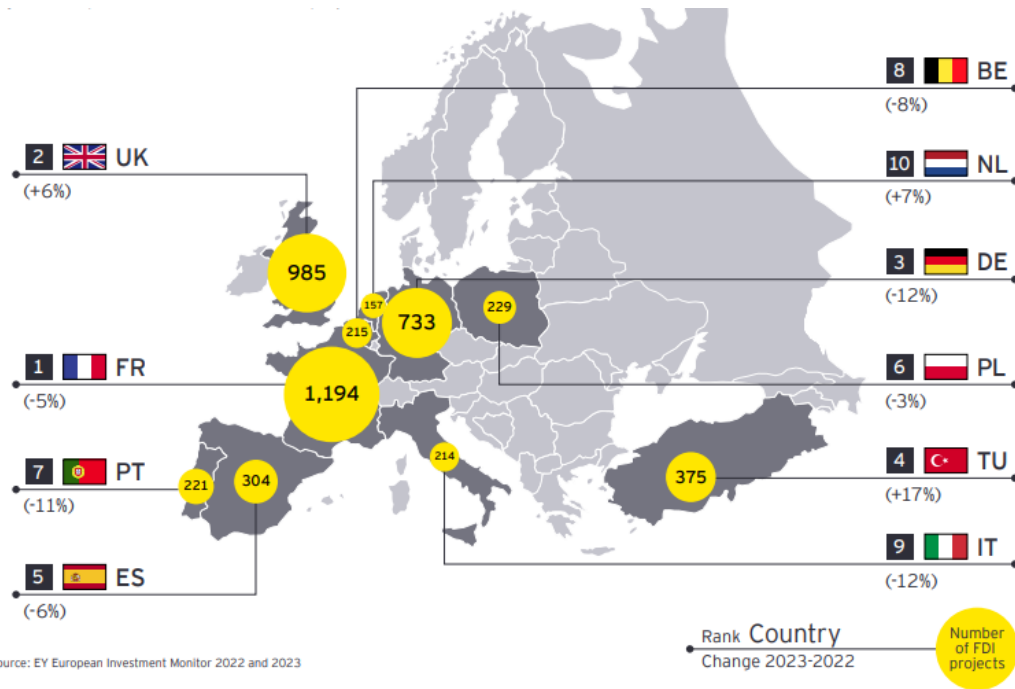 2 UK
(+6%)
985
1 FR
(-5%)
1,194
7 PT
(-11%)
221
5 ES
(-6%)
304
8 BE
(-8%)
215
10 NL
(+7%)
157
3 DE
(-12%)
733
6 PL
(-3%)
229
4 TU
(+17%)
375
9 IT
(-12%)
214
Rank Country
Change 2023-2022
Number
of FDI
projects
ource: EY European Investment Monitor 2022 and 2023